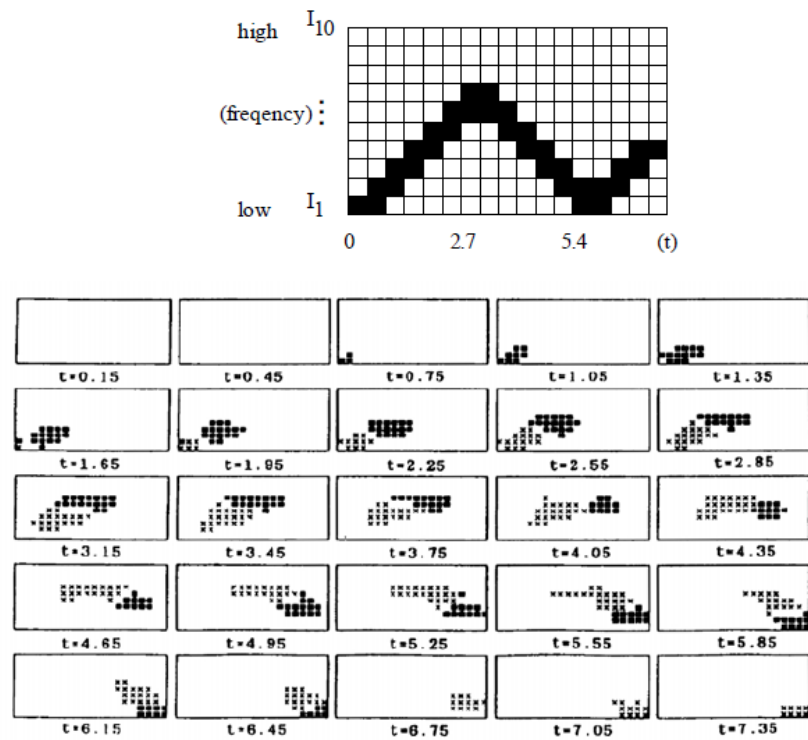 high I10
(freqency) ⋮
low I1
0 2.7 5.4 (t)
t=0.15 t=0.45 t=0.75 t=1.05 t=1.35
t=1.65 t=1.95 t=2.25 t=2.55 t=2.85
t=3.15 t=3.45 t=3.75 t=4.05 t=4.35
t=4.65 t=4.95 t=5.25 t=5.55 t=5.85
t=6.15 t=6.45 t=6.75 t=7.05 t=7.35